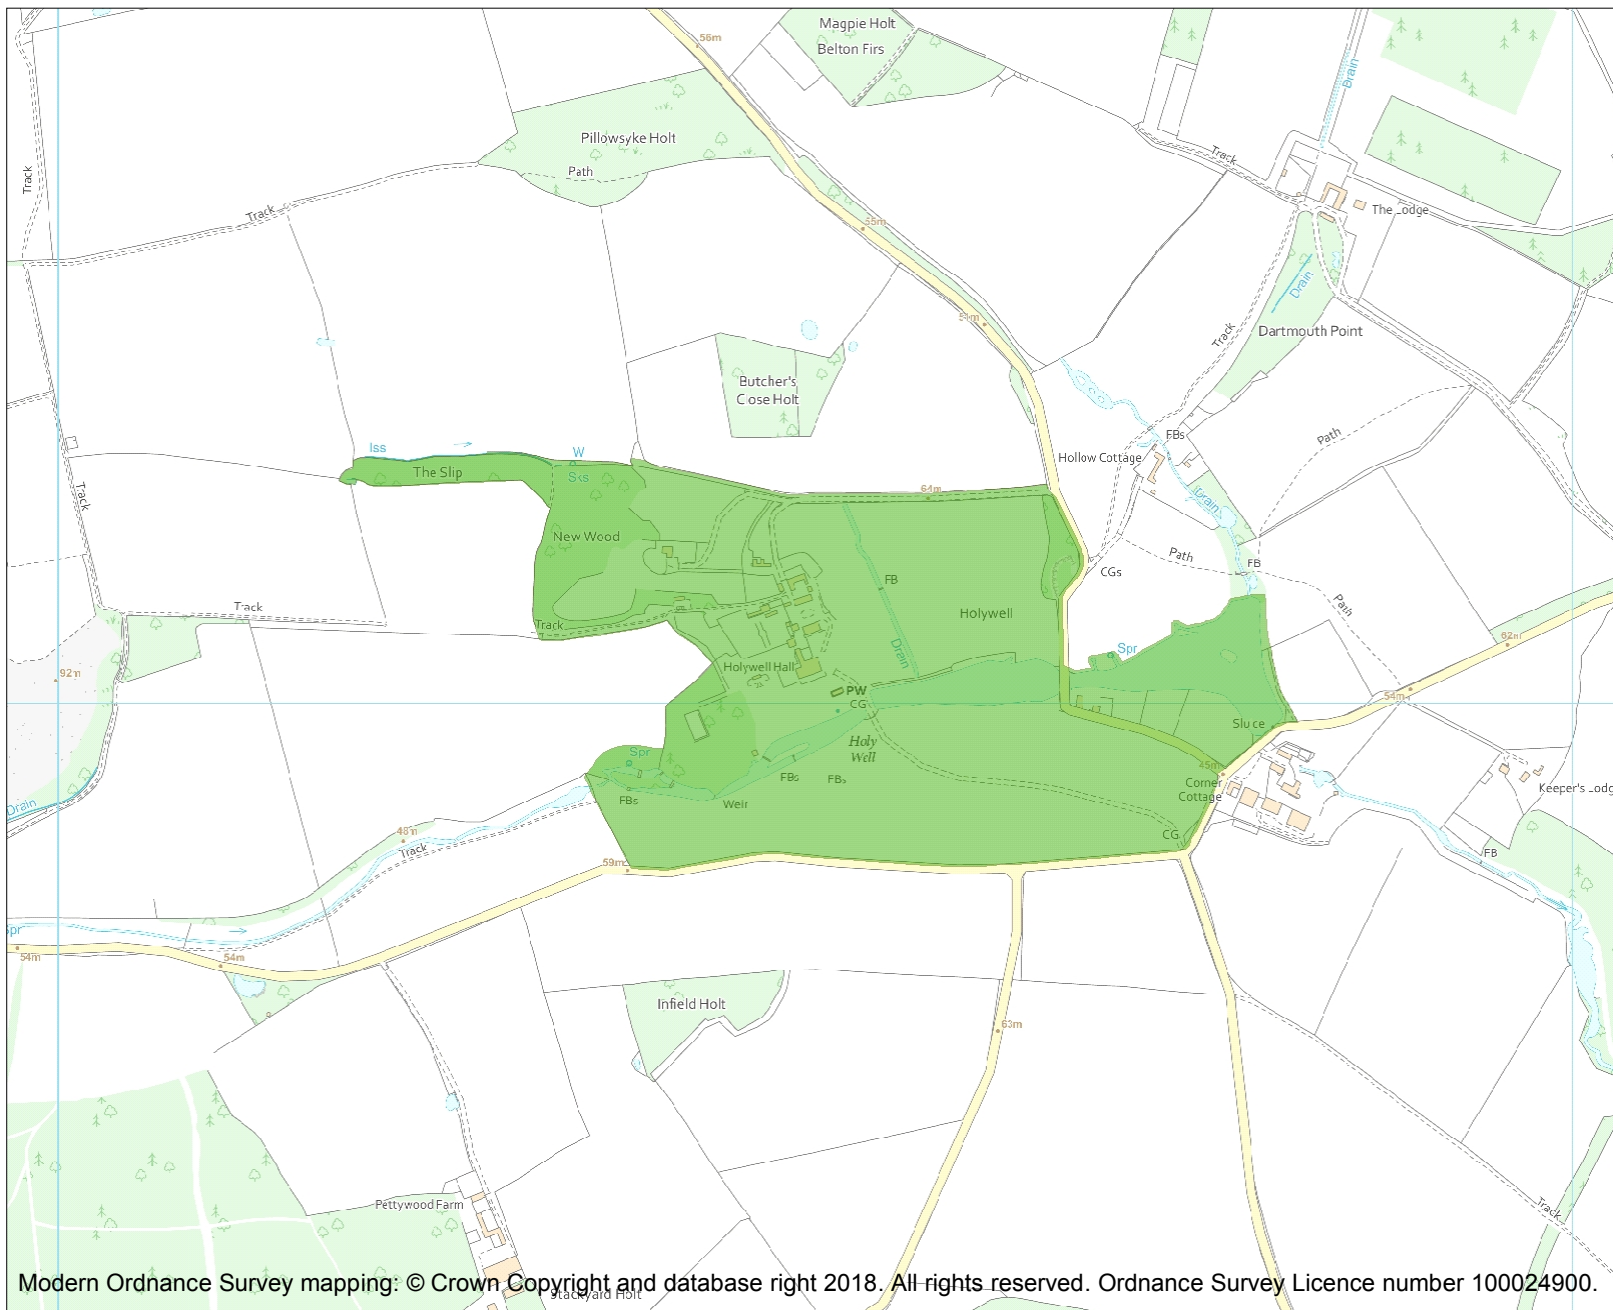 Magpie Holt
Belton Firs
56m
Drain
Pillowsyke Holt
Path
Track
Track
Track
The Lodge
55m
Drain
51m
Track
Dartmouth Point
Butcher's
Close Holt
Path
FBs
Hollow Cottage
Iss
W
The Slip
Sks
64m
Drain
Track
New Wood
Path
FB
CGs
FB
Track
Holywell
Path
Track
62m
Drain
Spr
Holywell Hall
92m
PW
CG
54m
Sluice
Holy
Well
Spr
45m
FBs
FBs
Corner
Cottage
Keeper's Lodg
FBs
Weir
Drain
48m
CG
Track
FB
59m
Spr
54m
54m
Infield Holt
63m
Pettywood Farm
Track
Modern Ordnance Survey mapping: © Crown Copyright and database right 2018. All rights reserved. Ordnance Survey Licence number 100024900.
Stackyard Holt